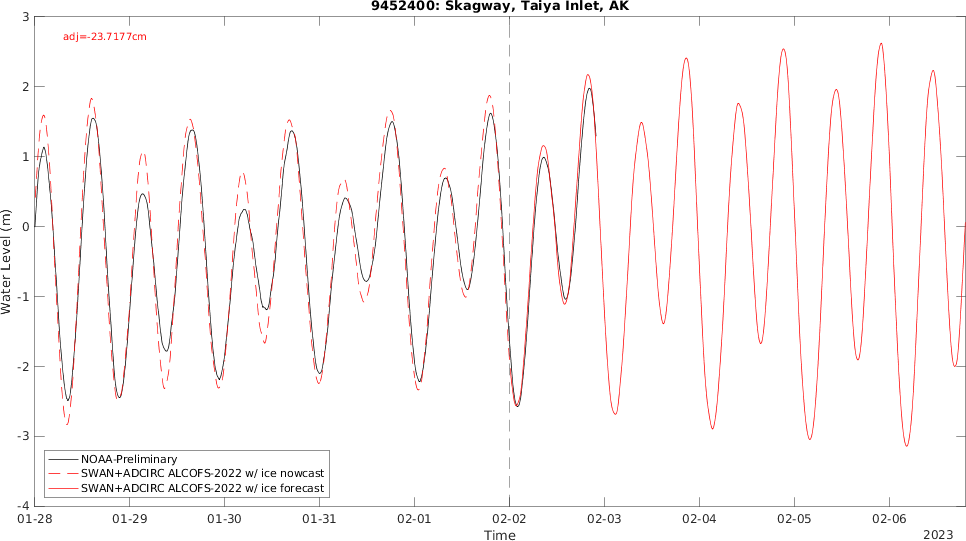 9452400: Skagway, Taiya Inlet, AK
adj=-23.7177cm
3
2
1
0
-1
-2
-3
-4
Water Level (m)
NOAA-Preliminary
SWAN+ADCIRC ALCOFS-2022 w/ ice nowcast
SWAN+ADCIRC ALCOFS-2022 w/ ice forecast
01-28 01-29 01-30 01-31 02-01 02-02 02-03 02-04 02-05 02-06
Time
2023